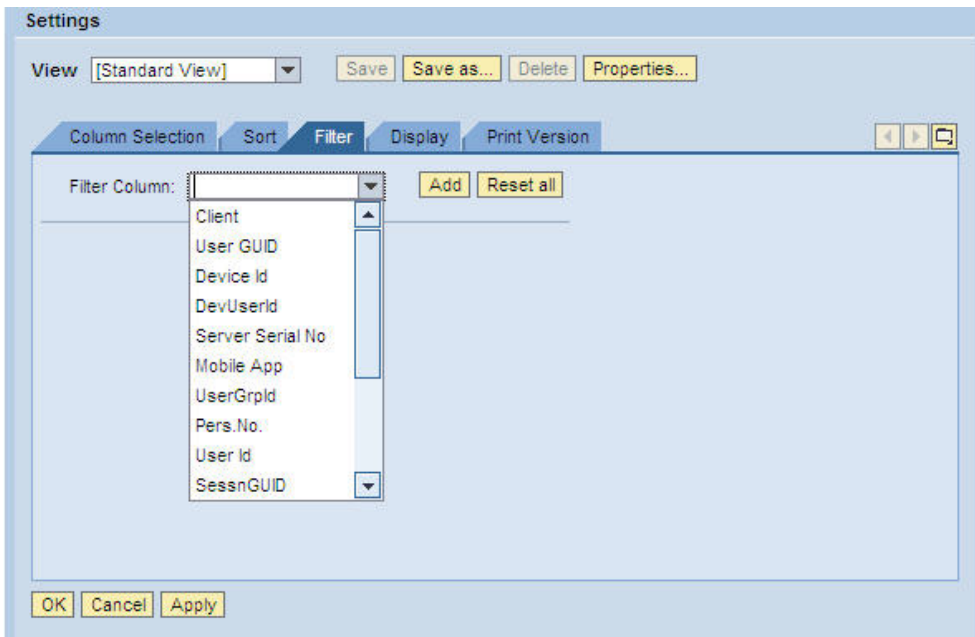 Settings
View [Standard View] Save Save as... Delete Properties...
Column Selection Sort Filter Display Print Version
Filter Column: Add Reset all
Client
User GUID
Device Id
DevUserId
Server Serial No
Mobile App
UserGrpId
Pers.No.
User Id
SessnGUID
OK Cancel Apply